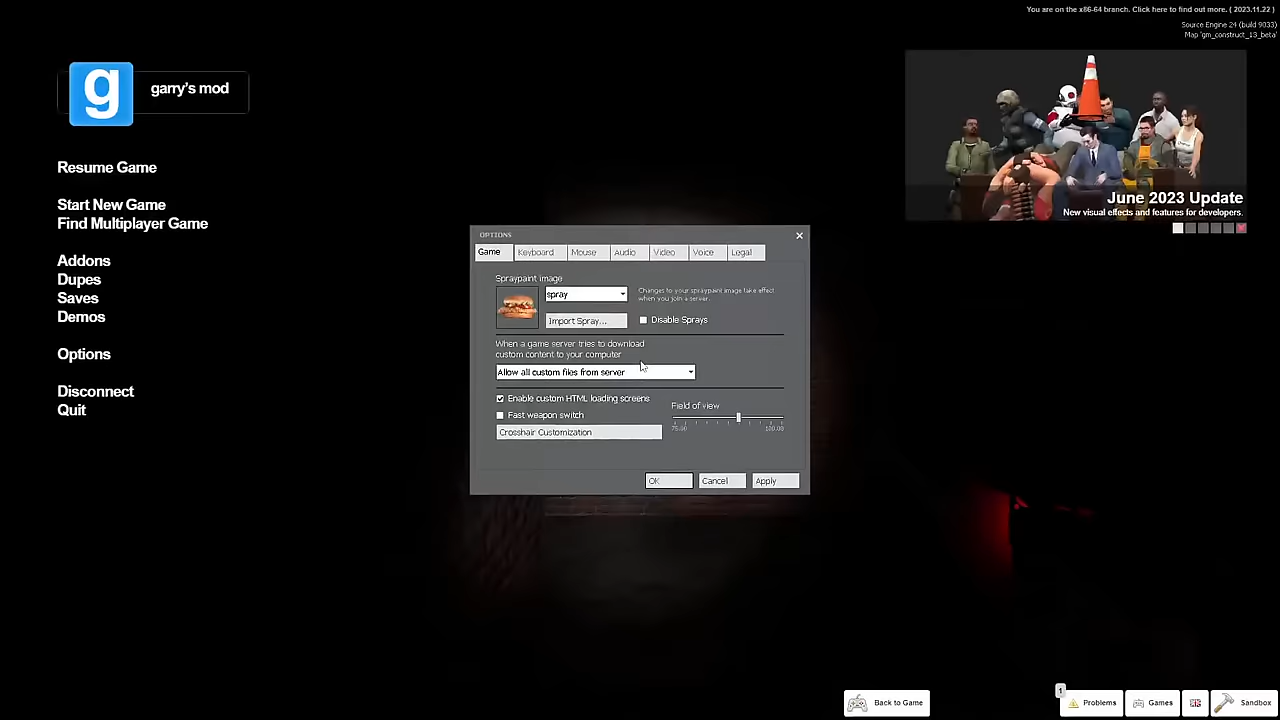 You are on the x86-64 branch. Click here to find out more. ( 2023.11.22 )
Source Engine 24 (build 9033)
Map 'gm_construct_13_beta'
g
garry's mod
Resume Game
Start New Game
Find Multiplayer Game
Addons
Dupes
Saves
Demos
Options
Disconnect
Quit
June 2023 Update
New visual effects and features for developers.
OPTIONS
Game Keyboard Mouse Audio Video Voice Legal
Spraypaint image
spray
Changes to your spraypaint image take effect
when you join a server.
Import Spray... Disable Sprays
When a game server tries to download
custom content to your computer
Allow all custom files from server
Enable custom HTML loading screens
Fast weapon switch
Crosshair Customization
Field of view
75.00 100.00
OK Cancel Apply
Back to Game
1
Problems
Games
Sandbox